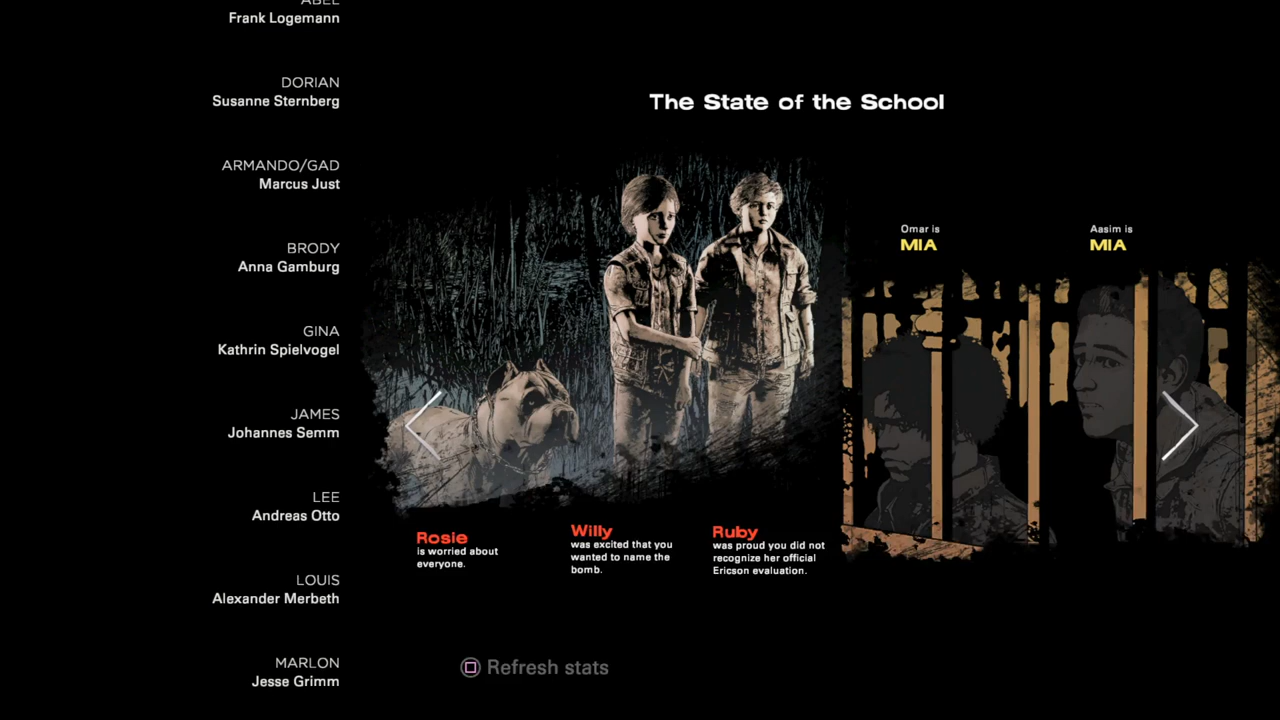 ABEL
Frank Logemann
DORIAN
Susanne Sternberg
ARMANDO/GAD
Marcus Just
BRODY
Anna Gamburg
GINA
Kathrin Spielvogel
JAMES
Johannes Semm
LEE
Andreas Otto
LOUIS
Alexander Merbeth
MARLON
Jesse Grimm
The State of the School
Omar is
MIA
Aasim is
MIA
Rosie
is worried about
everyone.
Willy
was excited that you
wanted to name the
bomb.
Ruby
was proud you did not
recognize her official
Ericson evaluation.
Refresh stats